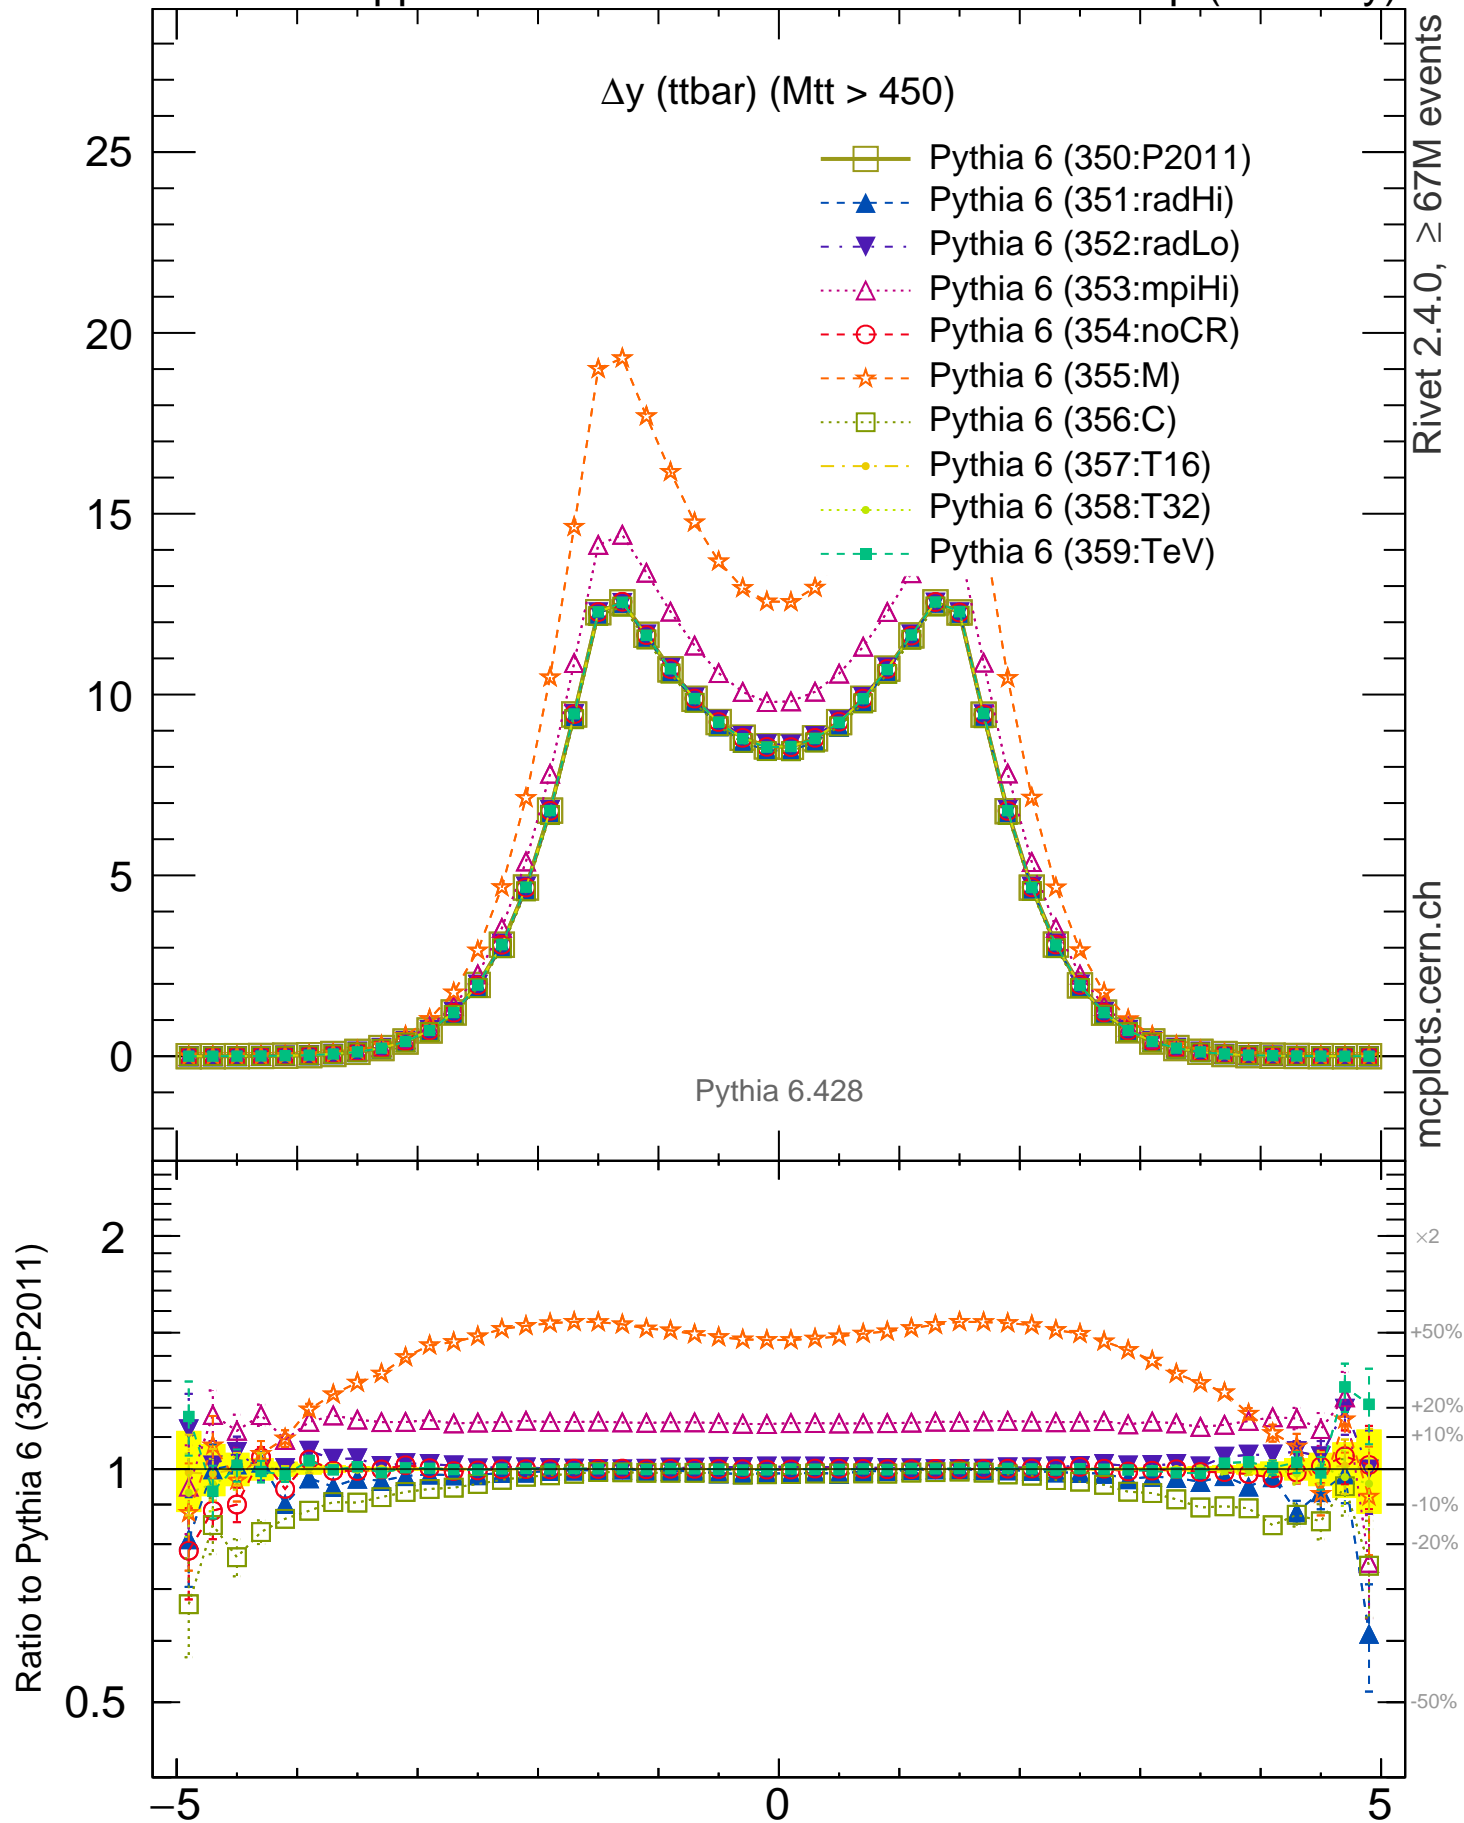 Δy (ttbar) (Mtt > 450)
Pythia 6 (350:P2011)
Pythia 6 (351:radHi)
Pythia 6 (352:radLo)
Pythia 6 (353:mpiHi)
Pythia 6 (354:noCR)
Pythia 6 (355:M)
Pythia 6 (356:C)
Pythia 6 (357:T16)
Pythia 6 (358:T32)
Pythia 6 (359:TeV)
25
20
15
10
5
0
Pythia 6.428
Rivet 2.4.0, ≥ 67M events
mcplots.cern.ch
Ratio to Pythia 6 (350:P2011)
2
1
0.5
×2
+50%
+20%
+10%
-10%
-20%
-50%
−5
0
5